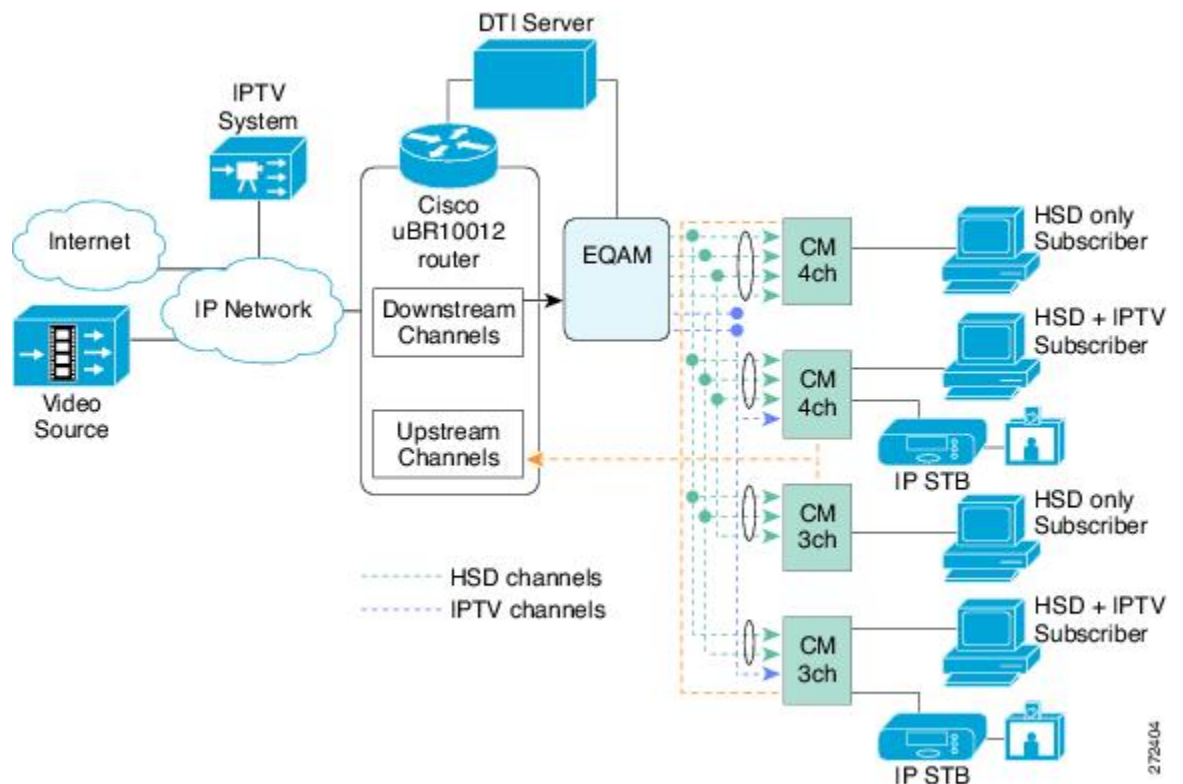 DTI Server
IPTV
System
Internet
IP Network
Video
Source
Cisco
uBR10012
router
Downstream
Channels
Upstream
Channels
EQAM
CM
4ch
HSD only
Subscriber
CM
4ch
HSD + IPTV
Subscriber
IP STB
CM
3ch
HSD only
Subscriber
CM
3ch
HSD + IPTV
Subscriber
IP STB
HSD channels
IPTV channels
272404